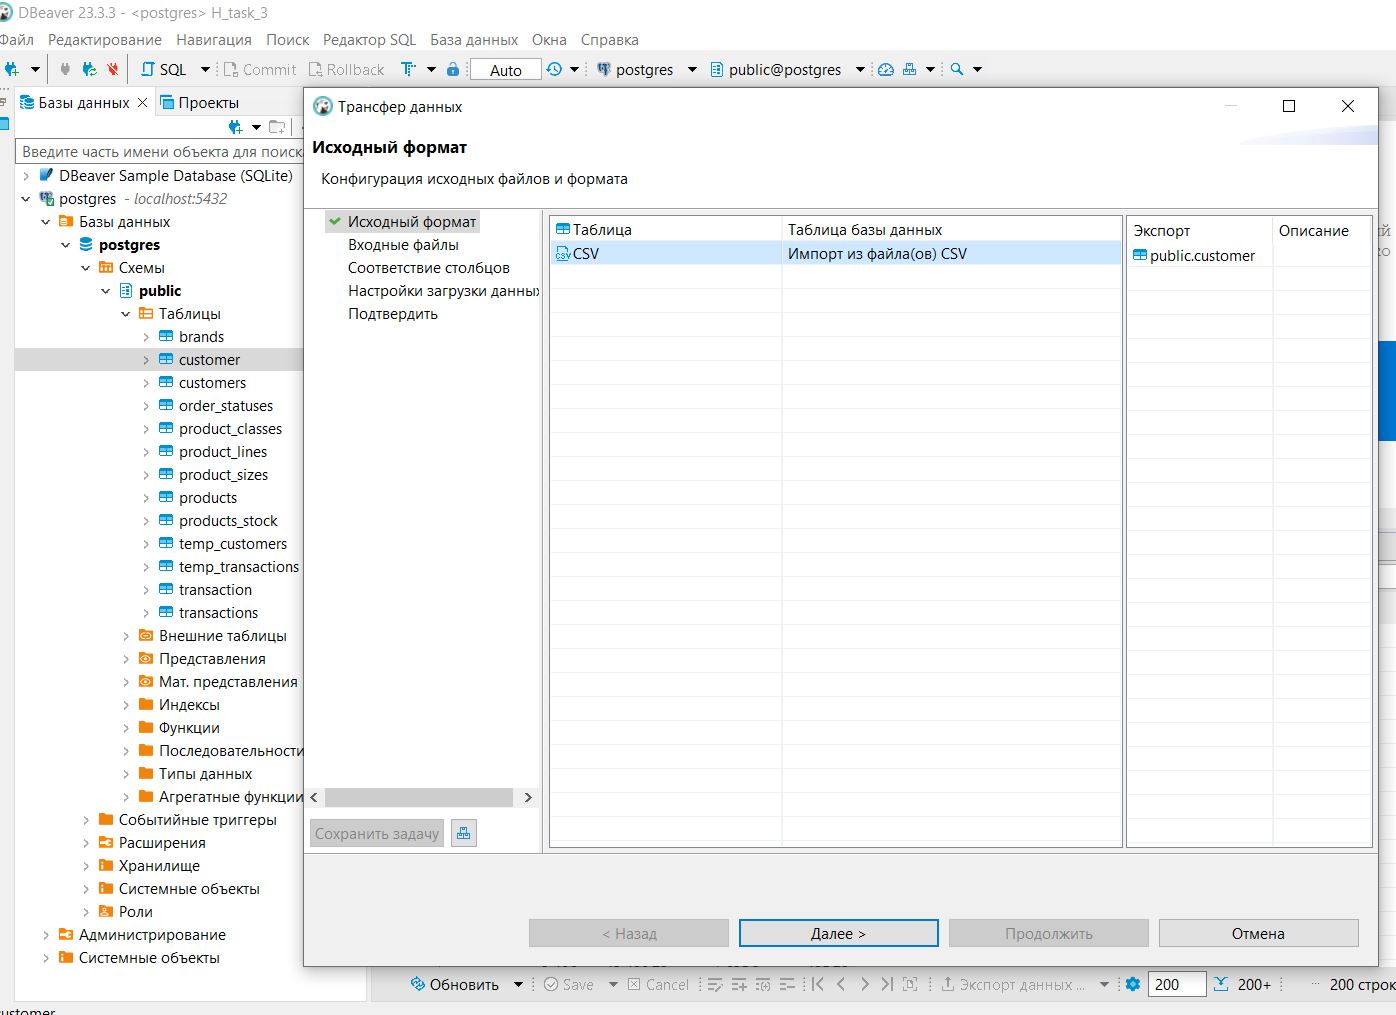 DBeaver 23.3.3 - <postgres> H_task_3
Файл Редактирование Навигация Поиск Редактор SQL База данных Окна Справка
SQL Commit Rollback Auto postgres public@postgres
Базы данных Проекты
Введите часть имени объекта для поиска
DBeaver Sample Database (SQLite)
postgres - localhost:5432
Базы данных
postgres
Схемы
public
Таблицы
brands
customer
customers
order_statuses
product_classes
product_lines
product_sizes
products
products_stock
temp_customers
temp_transactions
transaction
transactions
Внешние таблицы
Представления
Мат. представления
Индексы
Функции
Последовательности
Типы данных
Агрегатные функции
Событийные триггеры
Расширения
Хранилище
Системные объекты
Роли
Администрирование
Системные объекты
Трансфер данных
Исходный формат
Конфигурация исходных файлов и формата
Исходный формат
Входные файлы
Соответствие столбцов
Настройки загрузки данны
Подтвердить
Таблица Таблица базы данных
CSV Импорт из файла(ов) CSV
Экспорт Описание
public.customer
Сохранить задачу
< Назад Далее > Продолжить Отмена
Обновить Save Cancel Экспорт данных ... 200 200+ 200 строк